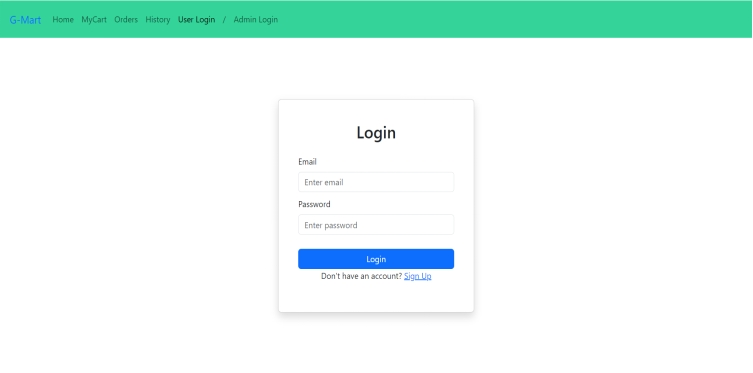 G-Mart Home MyCart Orders History User Login / Admin Login
Login
Email
Enter email
Password
Enter password
Login
Don't have an account? Sign Up